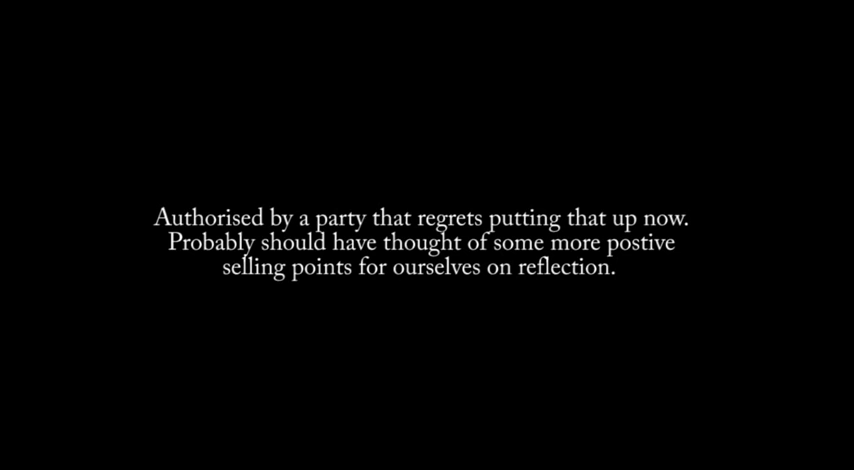 Authorised by a party that regrets putting that up now.
Probably should have thought of some more postive
selling points for ourselves on reflection.